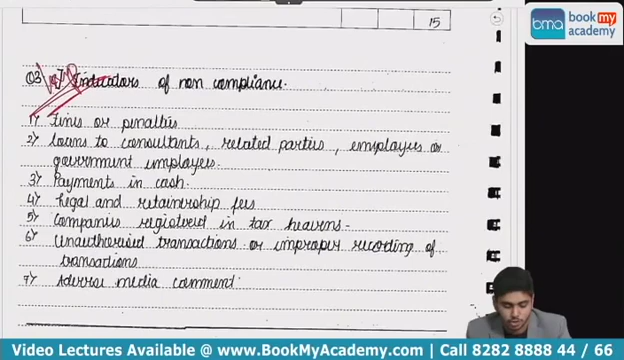 15
bma
book my
academy
Q3 Indicators of non compliance.
1) Fines or penalties
2) Loans to consultants, related parties, employees or
government employees.
3) Payments in cash.
4) Legal and retainership fees
5) Companies registered in tax heavens.
6) Unauthorised transactions or improper recording of
transations
7) Adverse media comment.
Video Lectures Available @ www.BookMyAcademy.com | Call 8282 8888 44 / 66